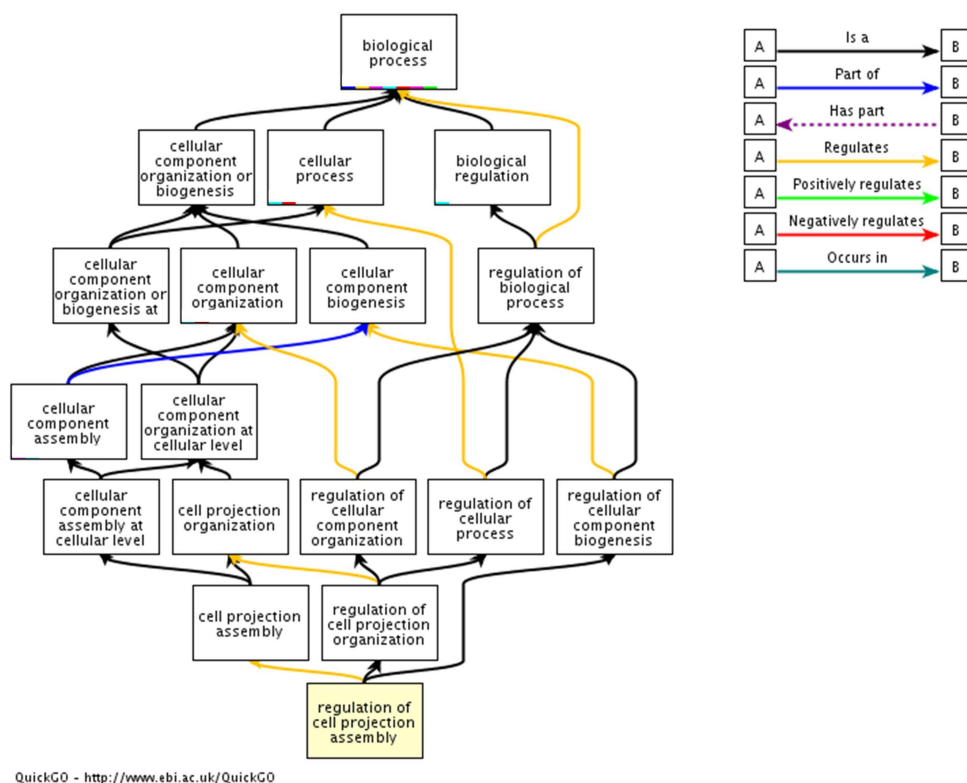 biological
process
A
Is a
B
A
Part of
B
A
Has part
B
A
Regulates
B
A
Positively regulates
B
A
Negatively regulates
B
A
Occurs in
B
cellular
component
organization or
biogenesis
cellular
process
biological
regulation
cellular
component
organization or
biogenesis at
cellular
component
organization
cellular
component
biogenesis
regulation of
biological
process
cellular
component
assembly
cellular
component
organization at
cellular level
cellular
component
assembly at
cellular level
cell projection
organization
regulation of
cellular
component
organization
regulation of
cellular
process
regulation of
cellular
component
biogenesis
cell projection
assembly
regulation of
cell projection
organization
regulation of
cell projection
assembly
QuickGO - http://www.ebi.ac.uk/QuickGO